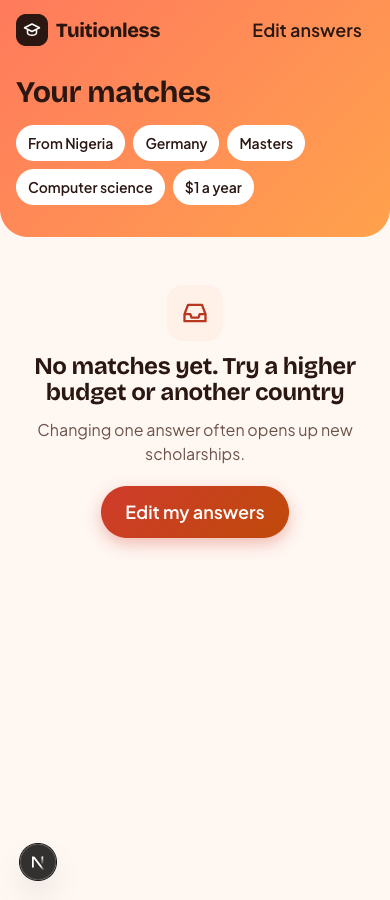 Tuitionless
Edit answers
Your matches
From Nigeria
Germany
Masters
Computer science
$1 a year
No matches yet. Try a higher
budget or another country
Changing one answer often opens up new
scholarships.
Edit my answers
N